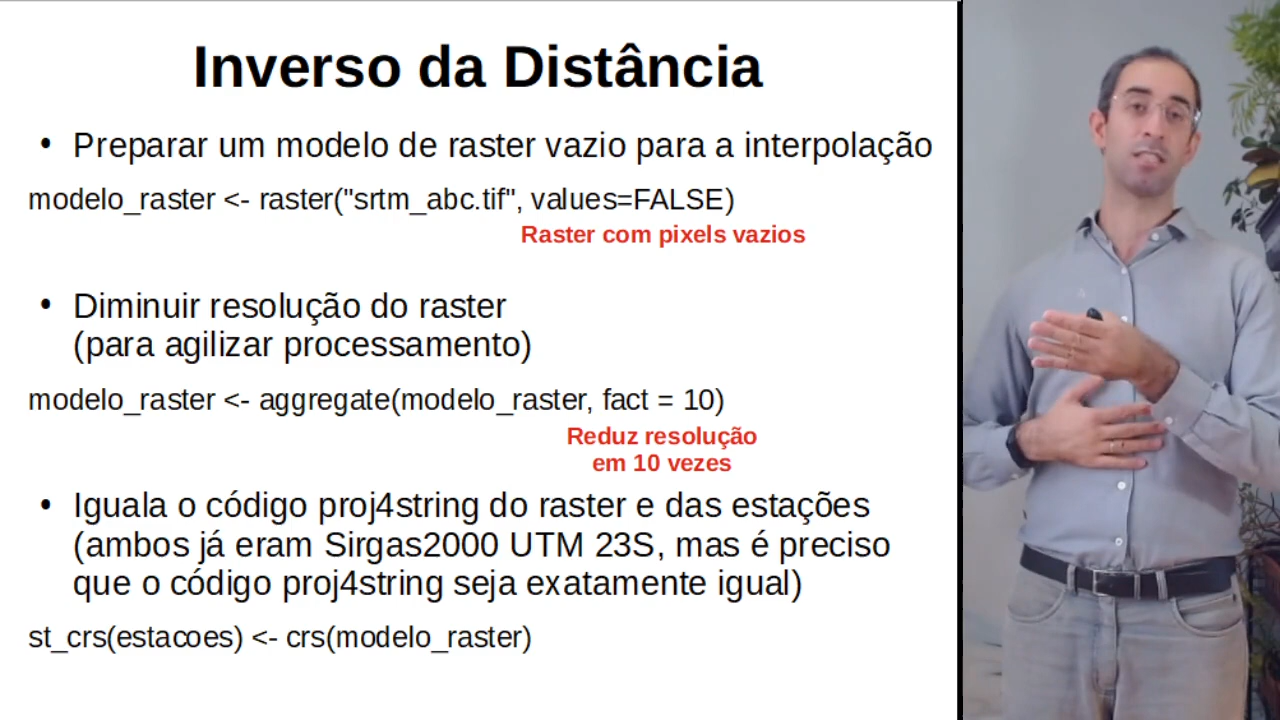 Inverso da Distância
• Preparar um modelo de raster vazio para a interpolação
modelo_raster <- raster("srtm_abc.tif", values=FALSE)
Raster com pixels vazios
• Diminuir resolução do raster
(para agilizar processamento)
modelo_raster <- aggregate(modelo_raster, fact = 10)
Reduz resolução
em 10 vezes
• Iguala o código proj4string do raster e das estações
(ambos já eram Sirgas2000 UTM 23S, mas é preciso
que o código proj4string seja exatamente igual)
st_crs(estacoes) <- crs(modelo_raster)